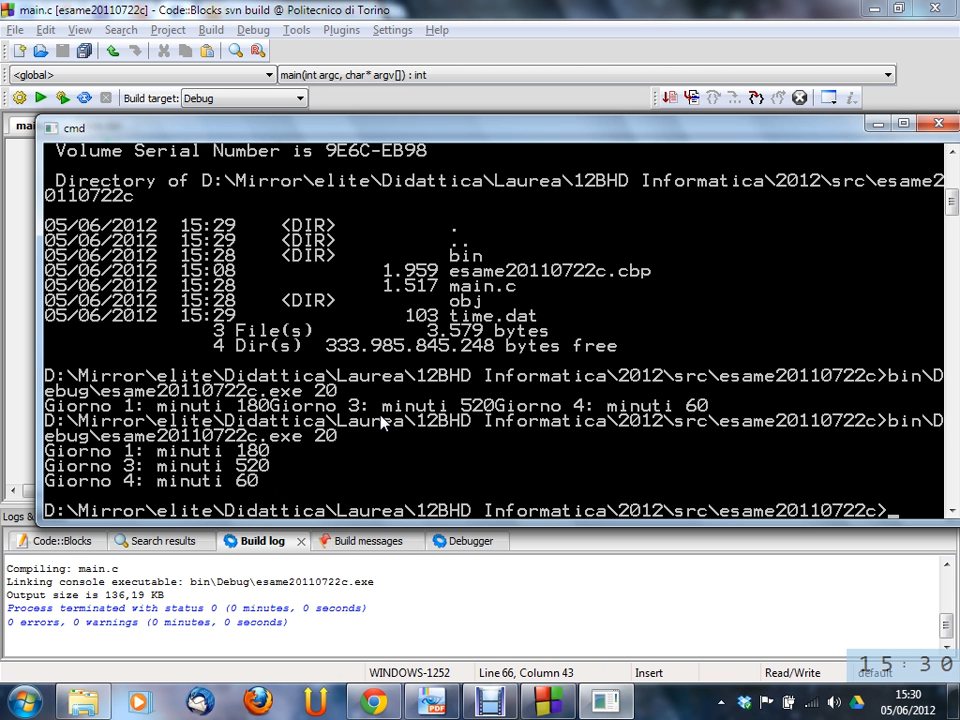 main.c [esame20110722c] - Code::Blocks svn build @ Politecnico di Torino
File Edit View Search Project Build Debug Tools Plugins Settings Help
<global> main(int argc, char* argv[]) : int
Build target: Debug
mai
cmd
Volume Serial Number is 9E6C-EB98
Directory of D:\Mirror\elite\Didattica\Laurea\12BHD Informatica\2012\src\esame2
0110722c
05/06/2012 15:29 <DIR> .
05/06/2012 15:29 <DIR> ..
05/06/2012 15:28 <DIR> bin
05/06/2012 15:08 1.959 esame20110722c.cbp
05/06/2012 15:28 1.517 main.c
05/06/2012 15:28 <DIR> obj
05/06/2012 15:29 103 time.dat
3 File(s) 3.579 bytes
4 Dir(s) 333.985.845.248 bytes free
D:\Mirror\elite\Didattica\Laurea\12BHD Informatica\2012\src\esame20110722c>bin\D
ebug\esame20110722c.exe 20
Giorno 1: minuti 180Giorno 3: minuti 520Giorno 4: minuti 60
D:\Mirror\elite\Didattica\Laurea\12BHD Informatica\2012\src\esame20110722c>bin\D
ebug\esame20110722c.exe 20
Giorno 1: minuti 180
Giorno 3: minuti 520
Giorno 4: minuti 60
D:\Mirror\elite\Didattica\Laurea\12BHD Informatica\2012\src\esame20110722c>_
Logs &
Code::Blocks Search results Build log Build messages Debugger
Compiling: main.c
Linking console executable: bin\Debug\esame20110722c.exe
Output size is 136,19 KB
Process terminated with status 0 (0 minutes, 0 seconds)
0 errors, 0 warnings (0 minutes, 0 seconds)
WINDOWS-1252 Line 66, Column 43 Insert Read/Write default
15:30
PDF
15:30
05/06/2012